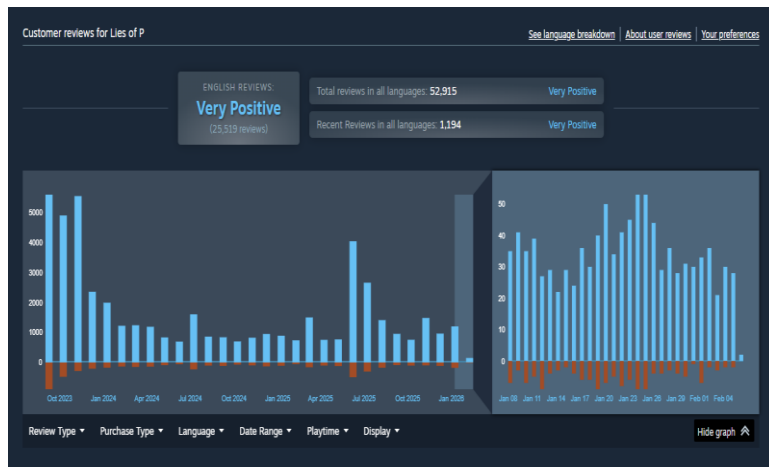 Customer reviews for Lies of P
See language breakdown | About user reviews | Your preferences
ENGLISH REVIEWS:
Very Positive
(25,519 reviews)
Total reviews in all languages: 52,915 Very Positive
Recent Reviews in all languages: 1,194 Very Positive
5000
4000
3000
2000
1000
0
Oct 2023 Jan 2024 Apr 2024 Jul 2024 Oct 2024 Jan 2025 Apr 2025 Jul 2025 Oct 2025 Jan 2026
50
40
30
20
10
0
Jan 08 Jan 11 Jan 14 Jan 17 Jan 20 Jan 23 Jan 26 Jan 29 Feb 01 Feb 04
Review Type Purchase Type Language Date Range Playtime Display
Hide graph